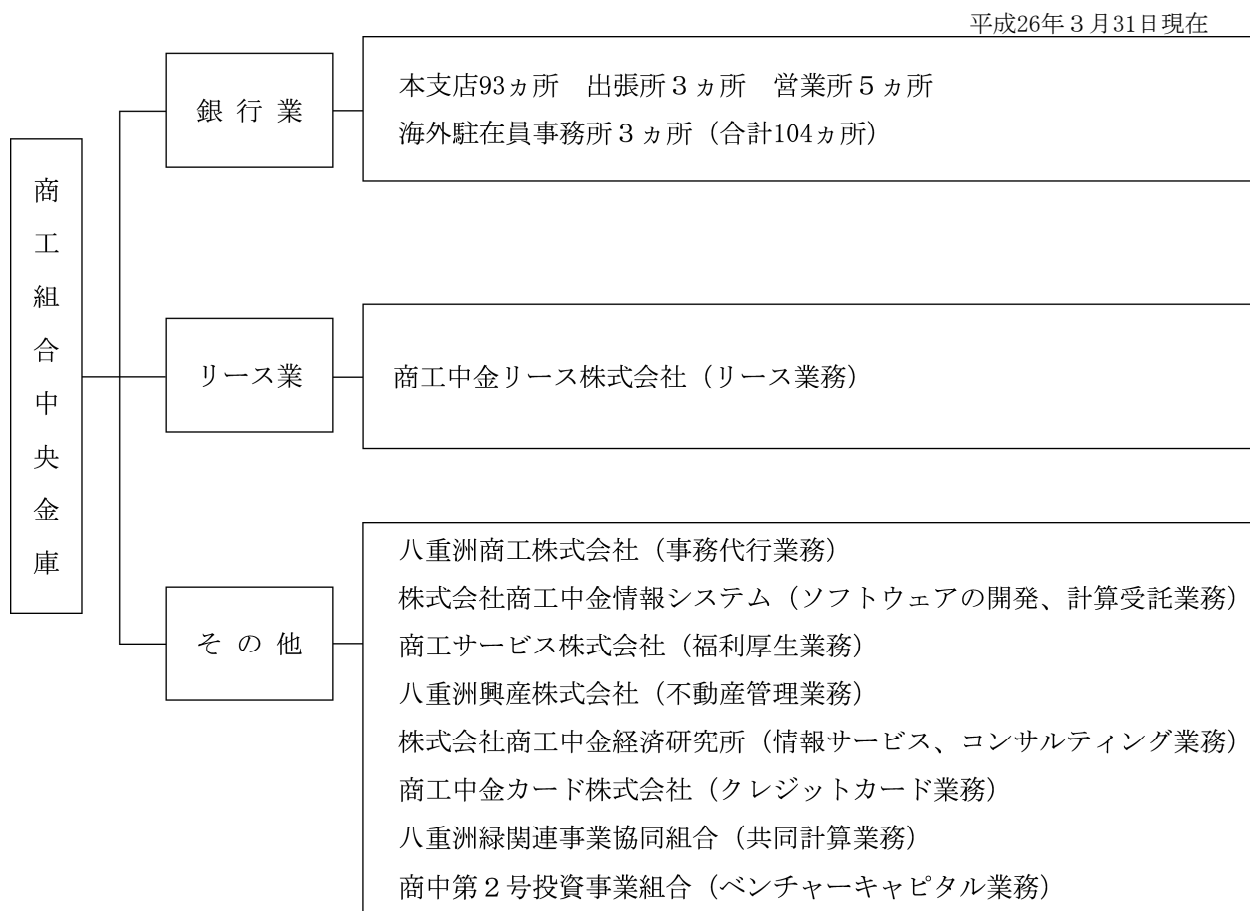 平成26年３月31日現在
商工組合中央金庫
銀行業
本支店93ヵ所　出張所３ヵ所　営業所５ヵ所
海外駐在員事務所３ヵ所（合計104ヵ所）
リース業
商工中金リース株式会社（リース業務）
その他
八重洲商工株式会社（事務代行業務）
株式会社商工中金情報システム（ソフトウェアの開発、計算受託業務）
商工サービス株式会社（福利厚生業務）
八重洲興産株式会社（不動産管理業務）
株式会社商工中金経済研究所（情報サービス、コンサルティング業務）
商工中金カード株式会社（クレジットカード業務）
八重洲緑関連事業協同組合（共同計算業務）
商中第２号投資事業組合（ベンチャーキャピタル業務）